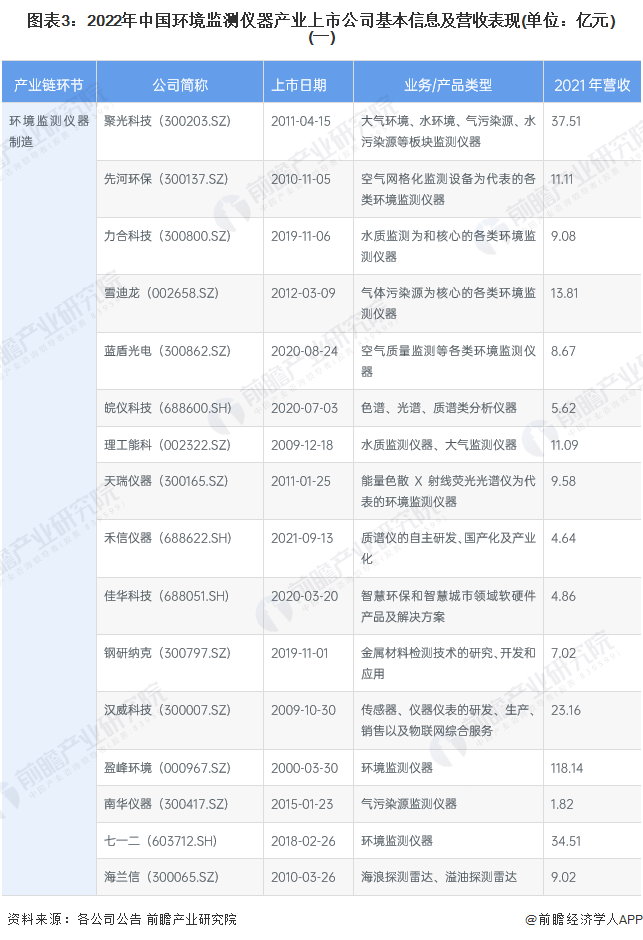 图表3：2022年中国环境监测仪器产业上市公司基本信息及营收表现(单位：亿元)
(一)
产业链环节 公司简称 上市日期 业务/产品类型 2021 年营收
环境监测仪器 聚光科技（300203.SZ） 2011-04-15 大气环境、水环境、气污染源、水 37.51
制造 污染源等板块监测仪器
先河环保（300137.SZ） 2010-11-05 空气网格化监测设备为代表的各 11.11
类环境监测仪器
力合科技（300800.SZ） 2019-11-06 水质监测为和核心的各类环境监 9.08
测仪器
雪迪龙（002658.SZ） 2012-03-09 气体污染源为核心的各类环境监 13.81
测仪器
蓝盾光电（300862.SZ） 2020-08-24 空气质量监测等各类环境监测仪 8.67
器
皖仪科技（688600.SH） 2020-07-03 色谱、光谱、质谱类分析仪器 5.62
理工能科（002322.SZ） 2009-12-18 水质监测仪器、大气监测仪器 11.09
天瑞仪器（300165.SZ） 2011-01-25 能量色散 X 射线荧光光谱仪为代 9.58
表的环境监测仪器
禾信仪器（688622.SH） 2021-09-13 质谱仪的自主研发、国产化及产业 4.64
化
佳华科技（688051.SH） 2020-03-20 智慧环保和智慧城市领域软硬件 4.86
产品及解决方案
钢研纳克（300797.SZ） 2019-11-01 金属材料检测技术的研究、开发和 7.02
应用
汉威科技（300007.SZ） 2009-10-30 传感器、仪器仪表的研发、生产、 23.16
销售以及物联网综合服务
盈峰环境（000967.SZ） 2000-03-30 环境监测仪器 118.14
南华仪器（300417.SZ） 2015-01-23 气污染源监测仪器 1.82
七一二（603712.SH） 2018-02-26 环境监测仪器 34.51
海兰信（300065.SZ） 2010-03-26 海浪探测雷达、溢油探测雷达 9.02
资料来源：各公司公告 前瞻产业研究院 @前瞻经济学人APP